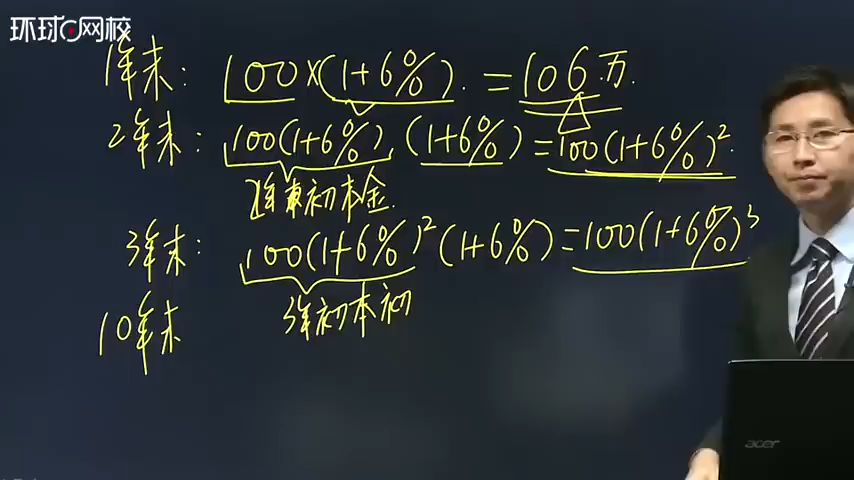 环球网校
1年末: 100×(1+6%). =106万.
2年末: 100(1+6%).(1+6%)=100(1+6%)².
2年初本金.
3年末: 100(1+6%)²(1+6%)=100(1+6%)³
3年初本初
10年末
acer